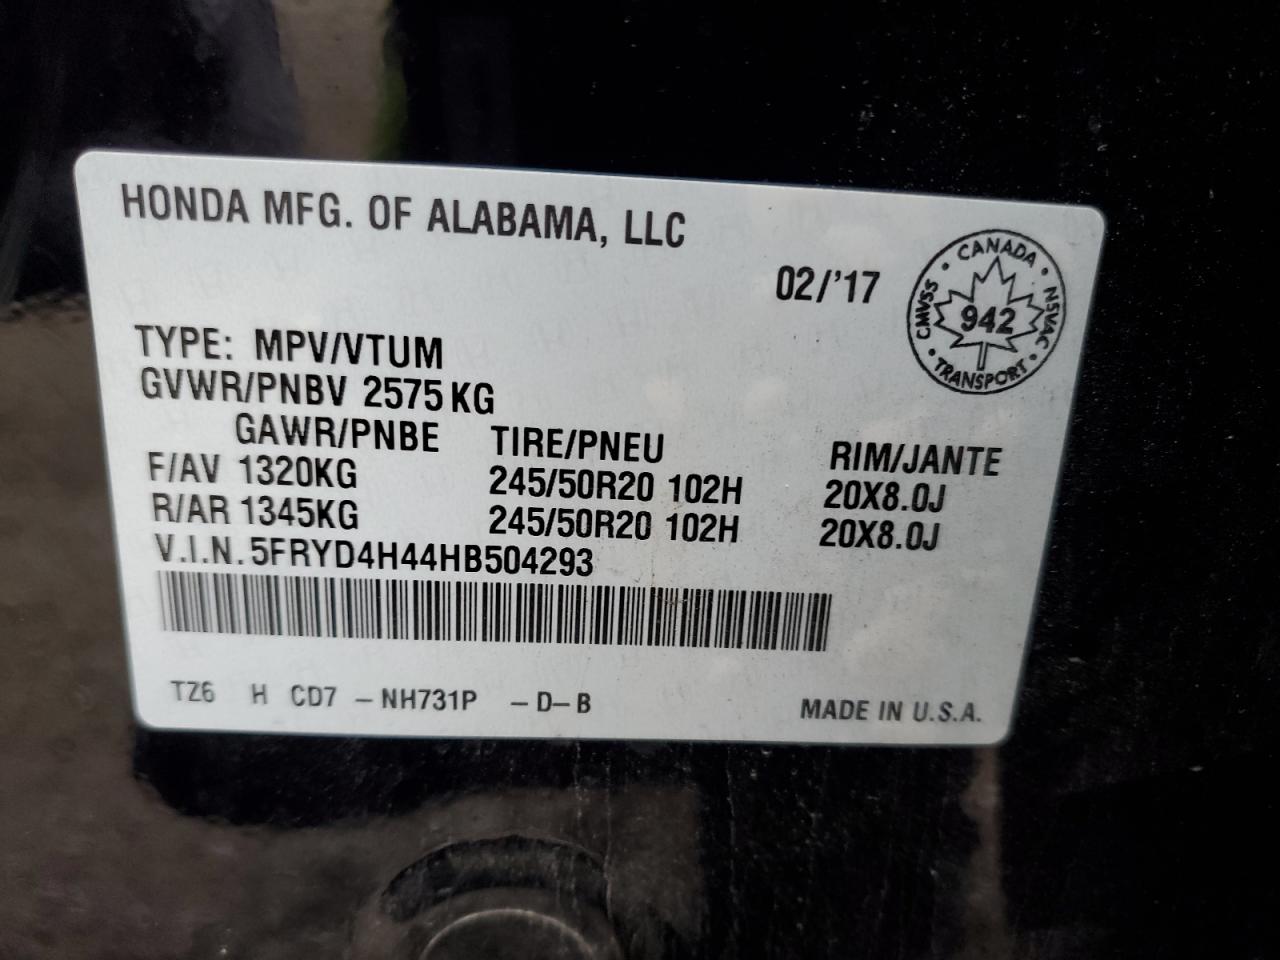 HONDA MFG. OF ALABAMA, LLC
02/'17
CANADA
CMVSS
942
NSVAC
TRANSPORT
TYPE: MPV/VTUM
GVWR/PNBV 2575 KG
GAWR/PNBE TIRE/PNEU RIM/JANTE
F/AV 1320KG 245/50R20 102H 20X8.0J
R/AR 1345KG 245/50R20 102H 20X8.0J
V.I.N. 5FRYD4H44HB504293
TZ6 H CD7 – NH731P – D– B
MADE IN U.S.A.